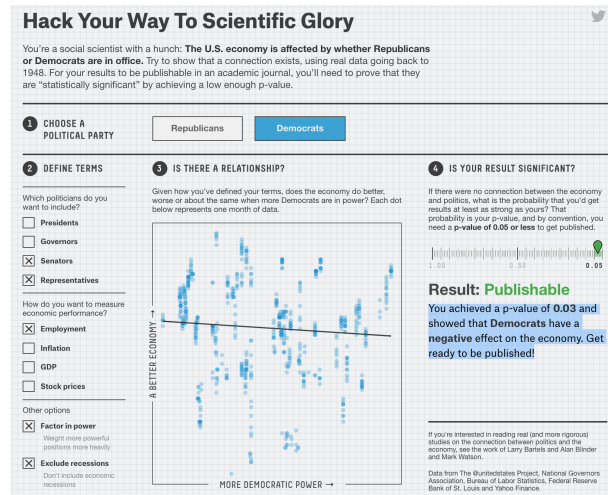 Hack Your Way To Scientific Glory
You're a social scientist with a hunch: The U.S. economy is affected by whether Republicans
or Democrats are in office. Try to show that a connection exists, using real data going back to
1948. For your results to be publishable in an academic journal, you'll need to prove that they
are “statistically significant” by achieving a low enough p-value.
1 CHOOSE A
POLITICAL PARTY
Republicans
Democrats
2 DEFINE TERMS
Which politicians do you
want to include?
Presidents
Governors
Senators
Representatives
How do you want to measure
economic performance?
Employment
Inflation
GDP
Stock prices
Other options
Factor in power
Weight more powerful
positions more heavily
Exclude recessions
Don't include economic
recessions
3 IS THERE A RELATIONSHIP?
Given how you've defined your terms, does the economy do better,
worse or about the same when more Democrats are in power? Each dot
below represents one month of data.
A BETTER ECONOMY →
MORE DEMOCRATIC POWER →
4 IS YOUR RESULT SIGNIFICANT?
If there were no connection between the economy
and politics, what is the probability that you'd get
results at least as strong as yours? That
probability is your p-value, and by convention, you
need a p-value of 0.05 or less to get published.
1.00 0.50 0.05
Result: Publishable
You achieved a p-value of 0.03 and
showed that Democrats have a
negative effect on the economy. Get
ready to be published!
If you're interested in reading real (and more rigorous)
studies on the connection between politics and the
economy, see the work of Larry Bartels and Alan Blinder
and Mark Watson.
Data from The @unitedstates Project, National Governors
Association, Bureau of Labor Statistics, Federal Reserve
Bank of St. Louis and Yahoo Finance.